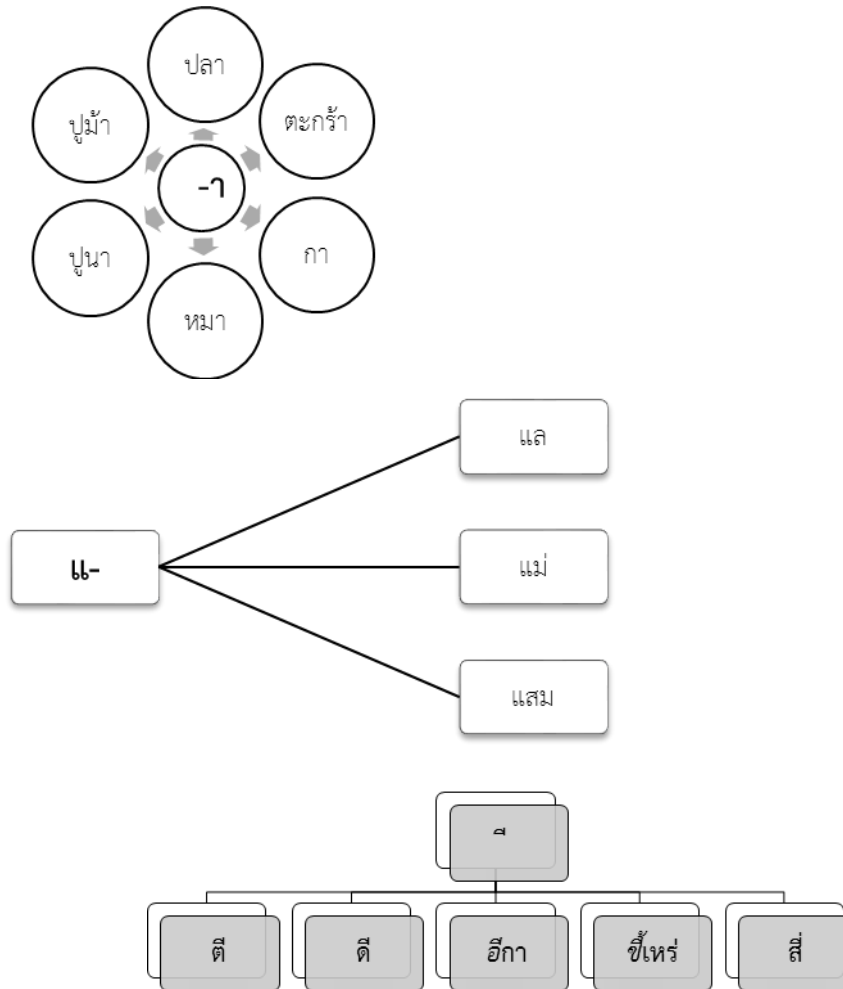 ปลา
ปูม้า
ตะกร้า
-า
ปูนา
กา
หมา
แล
แ-
แม่
แสม
ี
ตี
ดี
อีกา
ขี้เหร่
สี่